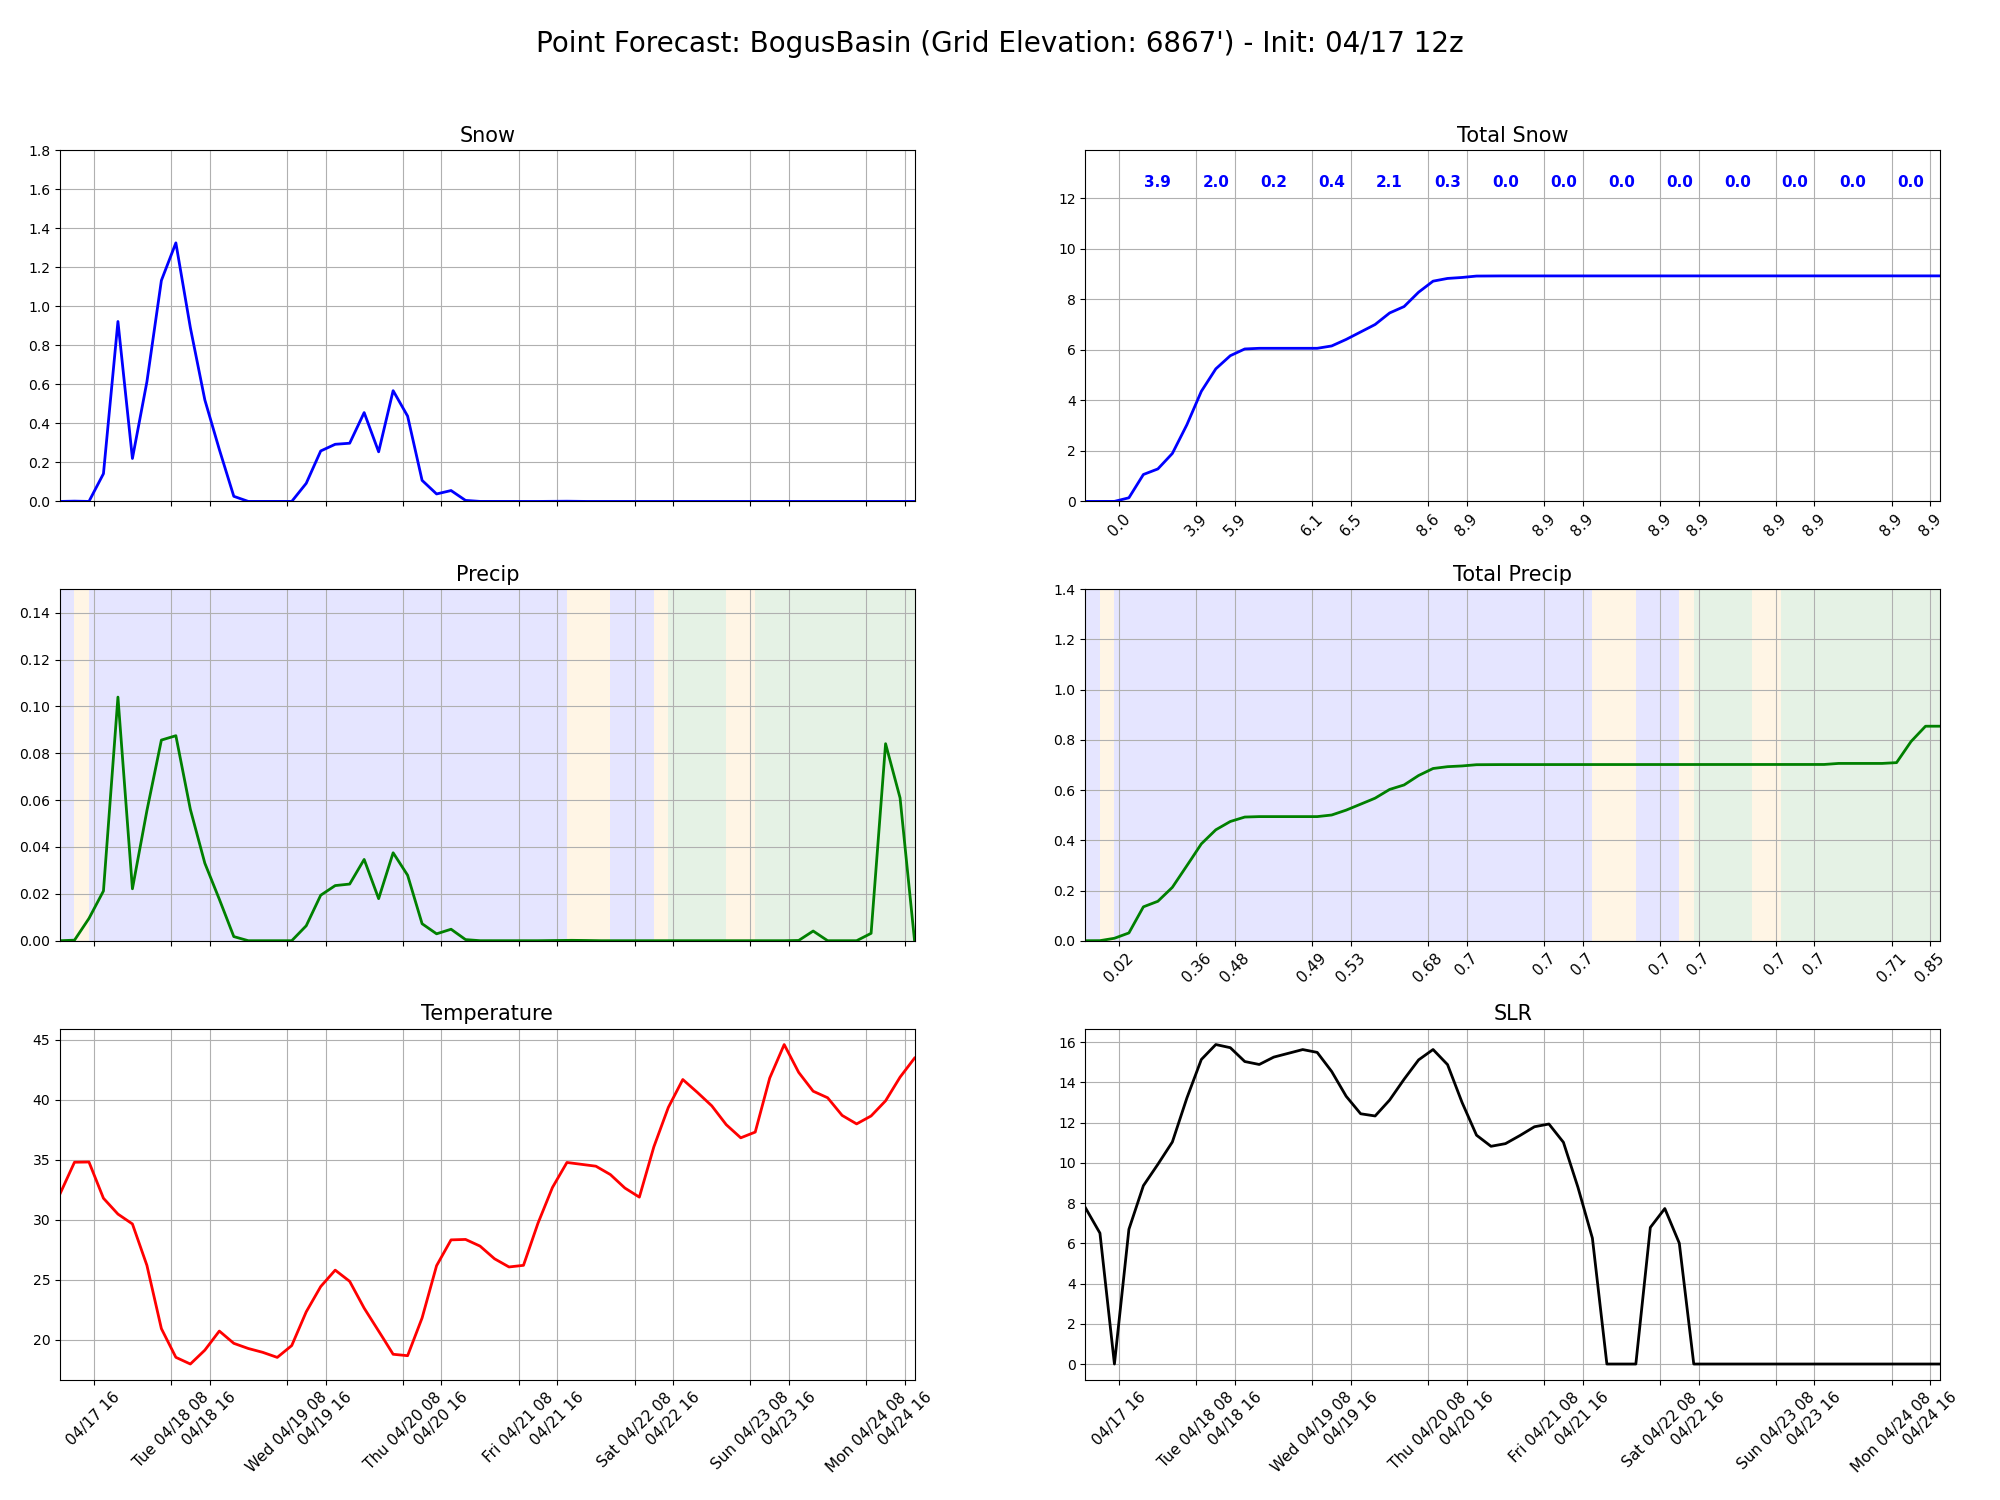 Point Forecast: BogusBasin (Grid Elevation: 6867') - Init: 04/17 12z
Snow
1.8
1.6
1.4
1.2
1.0
0.8
0.6
0.4
0.2
0.0
Total Snow
3.9 2.0 0.2 0.4 2.1 0.3 0.0 0.0 0.0 0.0 0.0 0.0 0.0 0.0
12
10
8
6
4
2
0
0.0 3.9 5.9 6.1 6.5 8.6 8.9 8.9 8.9 8.9 8.9 8.9 8.9 8.9 8.9
Precip
0.14
0.12
0.10
0.08
0.06
0.04
0.02
0.00
Total Precip
1.4
1.2
1.0
0.8
0.6
0.4
0.2
0.0
0.02 0.36 0.48 0.49 0.53 0.68 0.7 0.7 0.7 0.7 0.7 0.7 0.7 0.71 0.85
Temperature
45
40
35
30
25
20
04/17 16
Tue 04/18 08
04/18 16
Wed 04/19 08
04/19 16
Thu 04/20 08
04/20 16
Fri 04/21 08
04/21 16
Sat 04/22 08
04/22 16
Sun 04/23 08
04/23 16
Mon 04/24 08
04/24 16
SLR
16
14
12
10
8
6
4
2
0
04/17 16
Tue 04/18 08
04/18 16
Wed 04/19 08
04/19 16
Thu 04/20 08
04/20 16
Fri 04/21 08
04/21 16
Sat 04/22 08
04/22 16
Sun 04/23 08
04/23 16
Mon 04/24 08
04/24 16